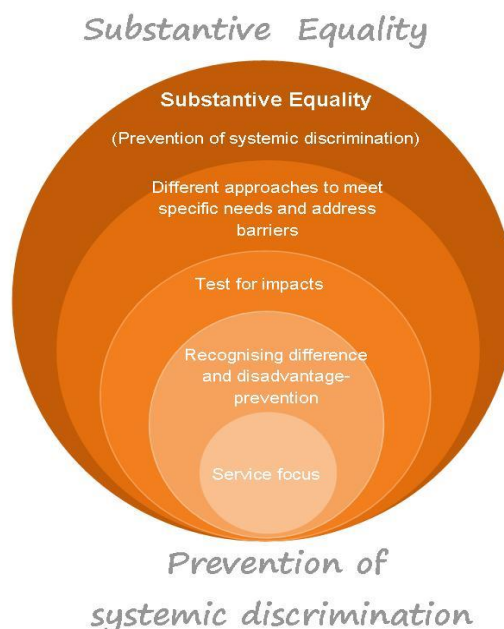 Substantive Equality
Substantive Equality
(Prevention of systemic discrimination)
Different approaches to meet
specific needs and address
barriers
Test for impacts
Recognising difference
and disadvantage-
prevention
Service focus
Prevention of
systemic discrimination